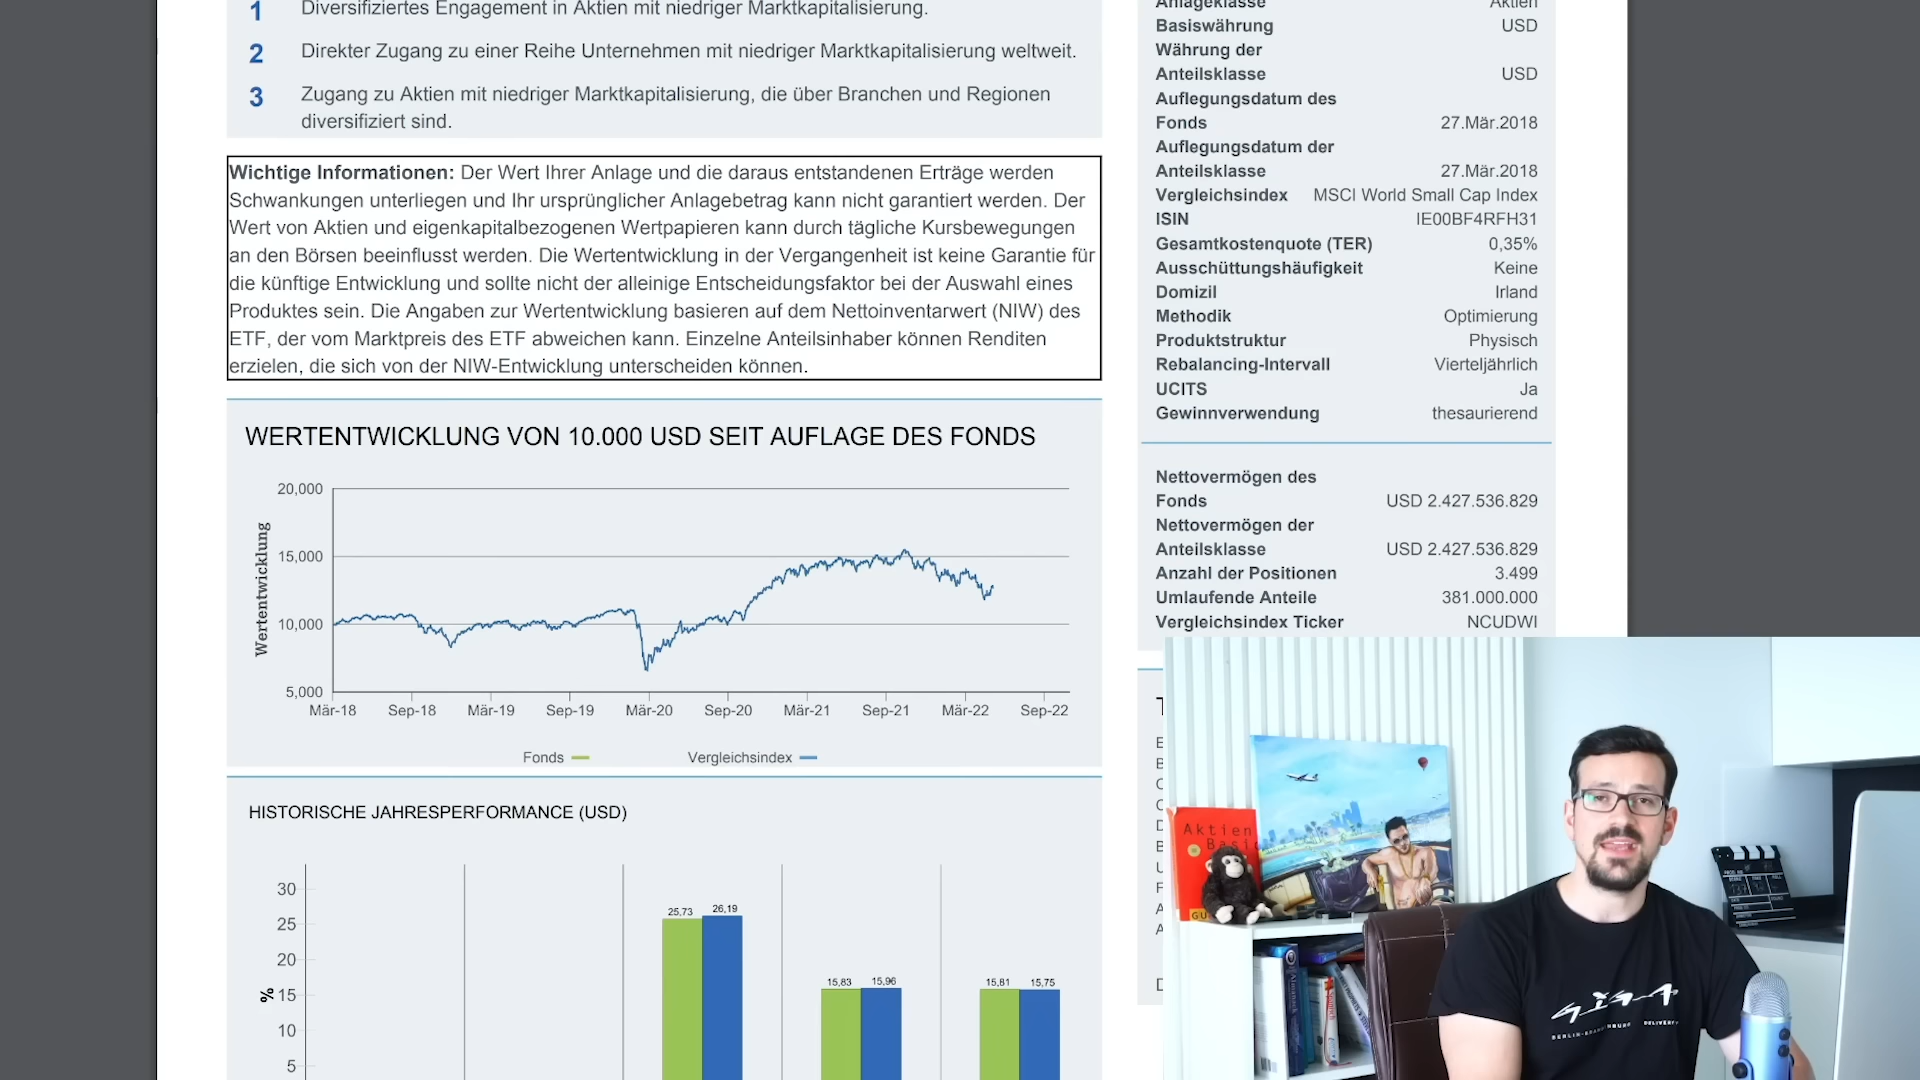 1 Diversifiziertes Engagement in Aktien mit niedriger Marktkapitalisierung.
2 Direkter Zugang zu einer Reihe Unternehmen mit niedriger Marktkapitalisierung weltweit.
3 Zugang zu Aktien mit niedriger Marktkapitalisierung, die über Branchen und Regionen
diversifiziert sind.
Wichtige Informationen: Der Wert Ihrer Anlage und die daraus entstandenen Erträge werden
Schwankungen unterliegen und Ihr ursprünglicher Anlagebetrag kann nicht garantiert werden. Der
Wert von Aktien und eigenkapitalbezogenen Wertpapieren kann durch tägliche Kursbewegungen
an den Börsen beeinflusst werden. Die Wertentwicklung in der Vergangenheit ist keine Garantie für
die künftige Entwicklung und sollte nicht der alleinige Entscheidungsfaktor bei der Auswahl eines
Produktes sein. Die Angaben zur Wertentwicklung basieren auf dem Nettoinventarwert (NIW) des
ETF, der vom Marktpreis des ETF abweichen kann. Einzelne Anteilsinhaber können Renditen
erzielen, die sich von der NIW-Entwicklung unterscheiden können.
WERTENTWICKLUNG VON 10.000 USD SEIT AUFLAGE DES FONDS
Wertentwicklung
20,000
15,000
10,000
5,000
Mär-18 Sep-18 Mär-19 Sep-19 Mär-20 Sep-20 Mär-21 Sep-21 Mär-22 Sep-22
Fonds Vergleichsindex
HISTORISCHE JAHRESPERFORMANCE (USD)
%
30
25
20
15
10
5
25,73 26,19
15,83 15,96
15,81 15,75
Anlageklasse Aktien
Basiswährung USD
Währung der
Anteilsklasse USD
Auflegungsdatum des
Fonds 27.Mär.2018
Auflegungsdatum der
Anteilsklasse 27.Mär.2018
Vergleichsindex MSCI World Small Cap Index
ISIN IE00BF4RFH31
Gesamtkostenquote (TER) 0,35%
Ausschüttungshäufigkeit Keine
Domizil Irland
Methodik Optimierung
Produktstruktur Physisch
Rebalancing-Intervall Vierteljährlich
UCITS Ja
Gewinnverwendung thesaurierend
Nettovermögen des
Fonds USD 2.427.536.829
Nettovermögen der
Anteilsklasse USD 2.427.536.829
Anzahl der Positionen 3.499
Umlaufende Anteile 381.000.000
Vergleichsindex Ticker NCUDWI
Aktien
GU